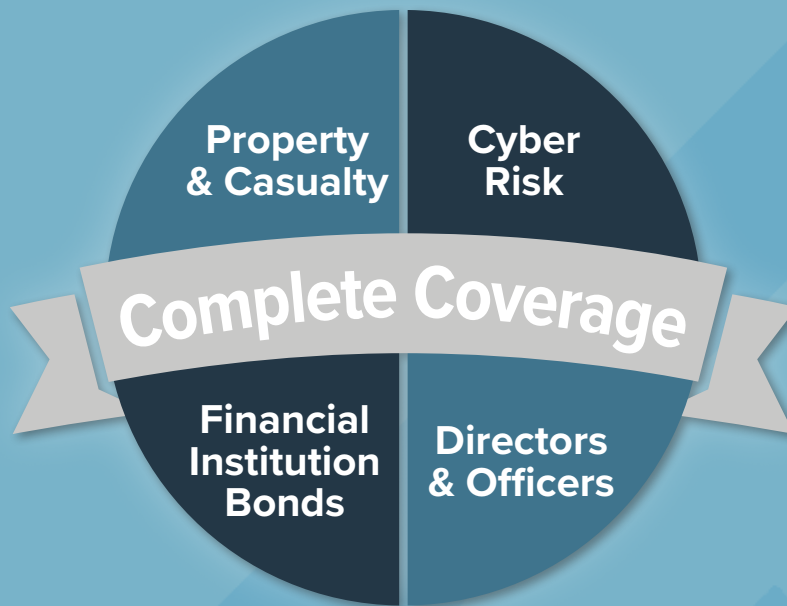 Property
& Casualty
Cyber
Risk
Complete Coverage
Financial
Institution
Bonds
Directors
& Officers